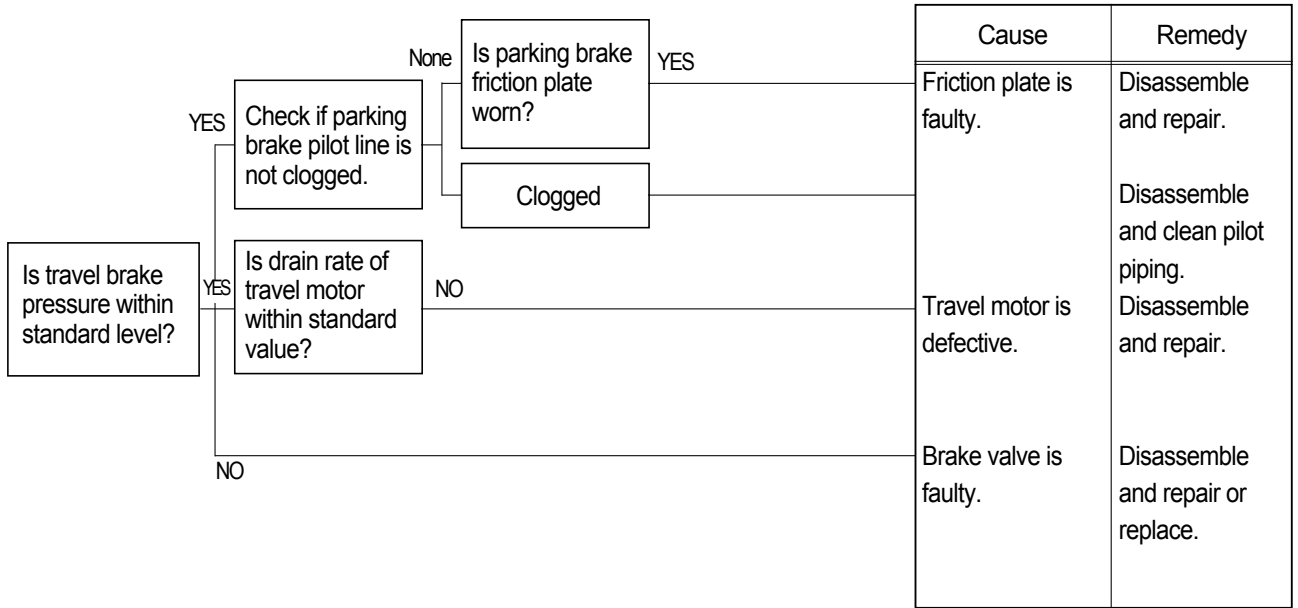 Is travel brake
pressure within
standard level?
YES
Check if parking
brake pilot line is
not clogged.
None
Is parking brake
friction plate
worn?
YES
Clogged
YES
Is drain rate of
travel motor
within standard
value?
NO
NO
Cause
Remedy
Friction plate is
faulty.
Disassemble
and repair.
Disassemble
and clean pilot
piping.
Travel motor is
defective.
Disassemble
and repair.
Brake valve is
faulty.
Disassemble
and repair or
replace.